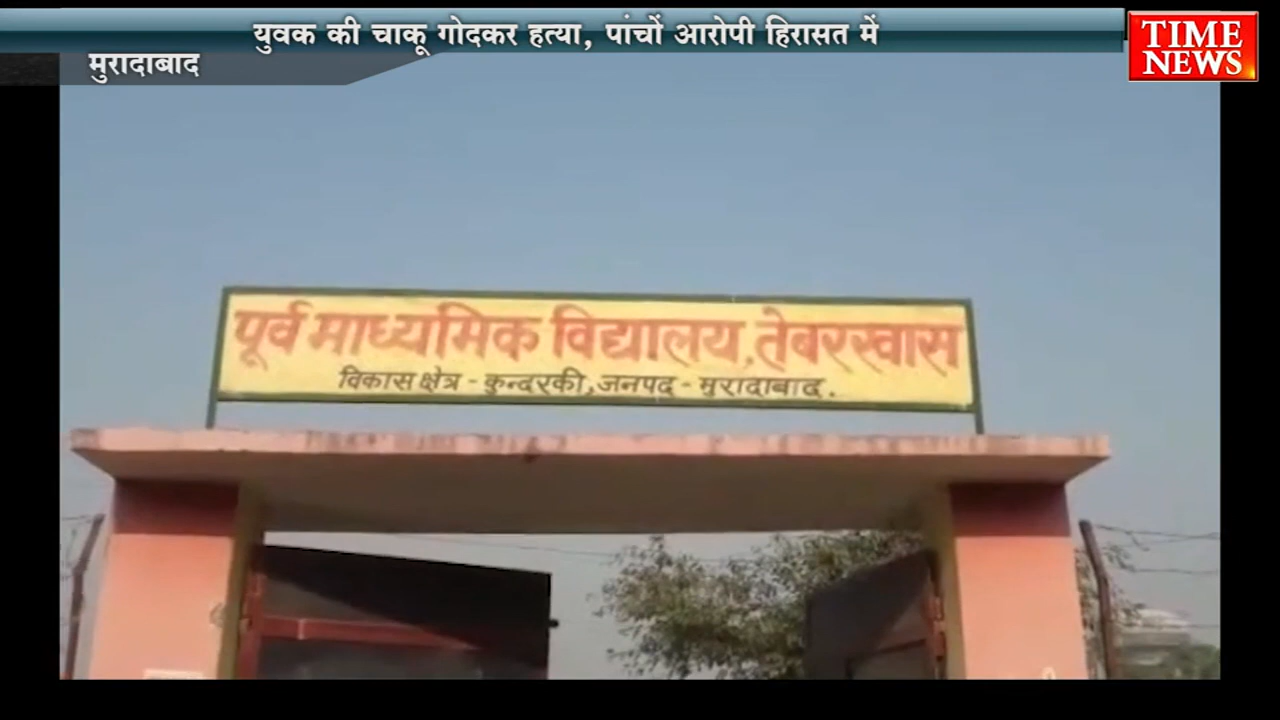 युवक की चाकू गोदकर हत्या, पांचों आरोपी हिरासत में
मुरादाबाद
TIME
NEWS
पूर्व माध्यमिक विद्यालय, तेबरखास
विकास क्षेत्र - कुन्दरकी, जनपद - मुरादाबाद.